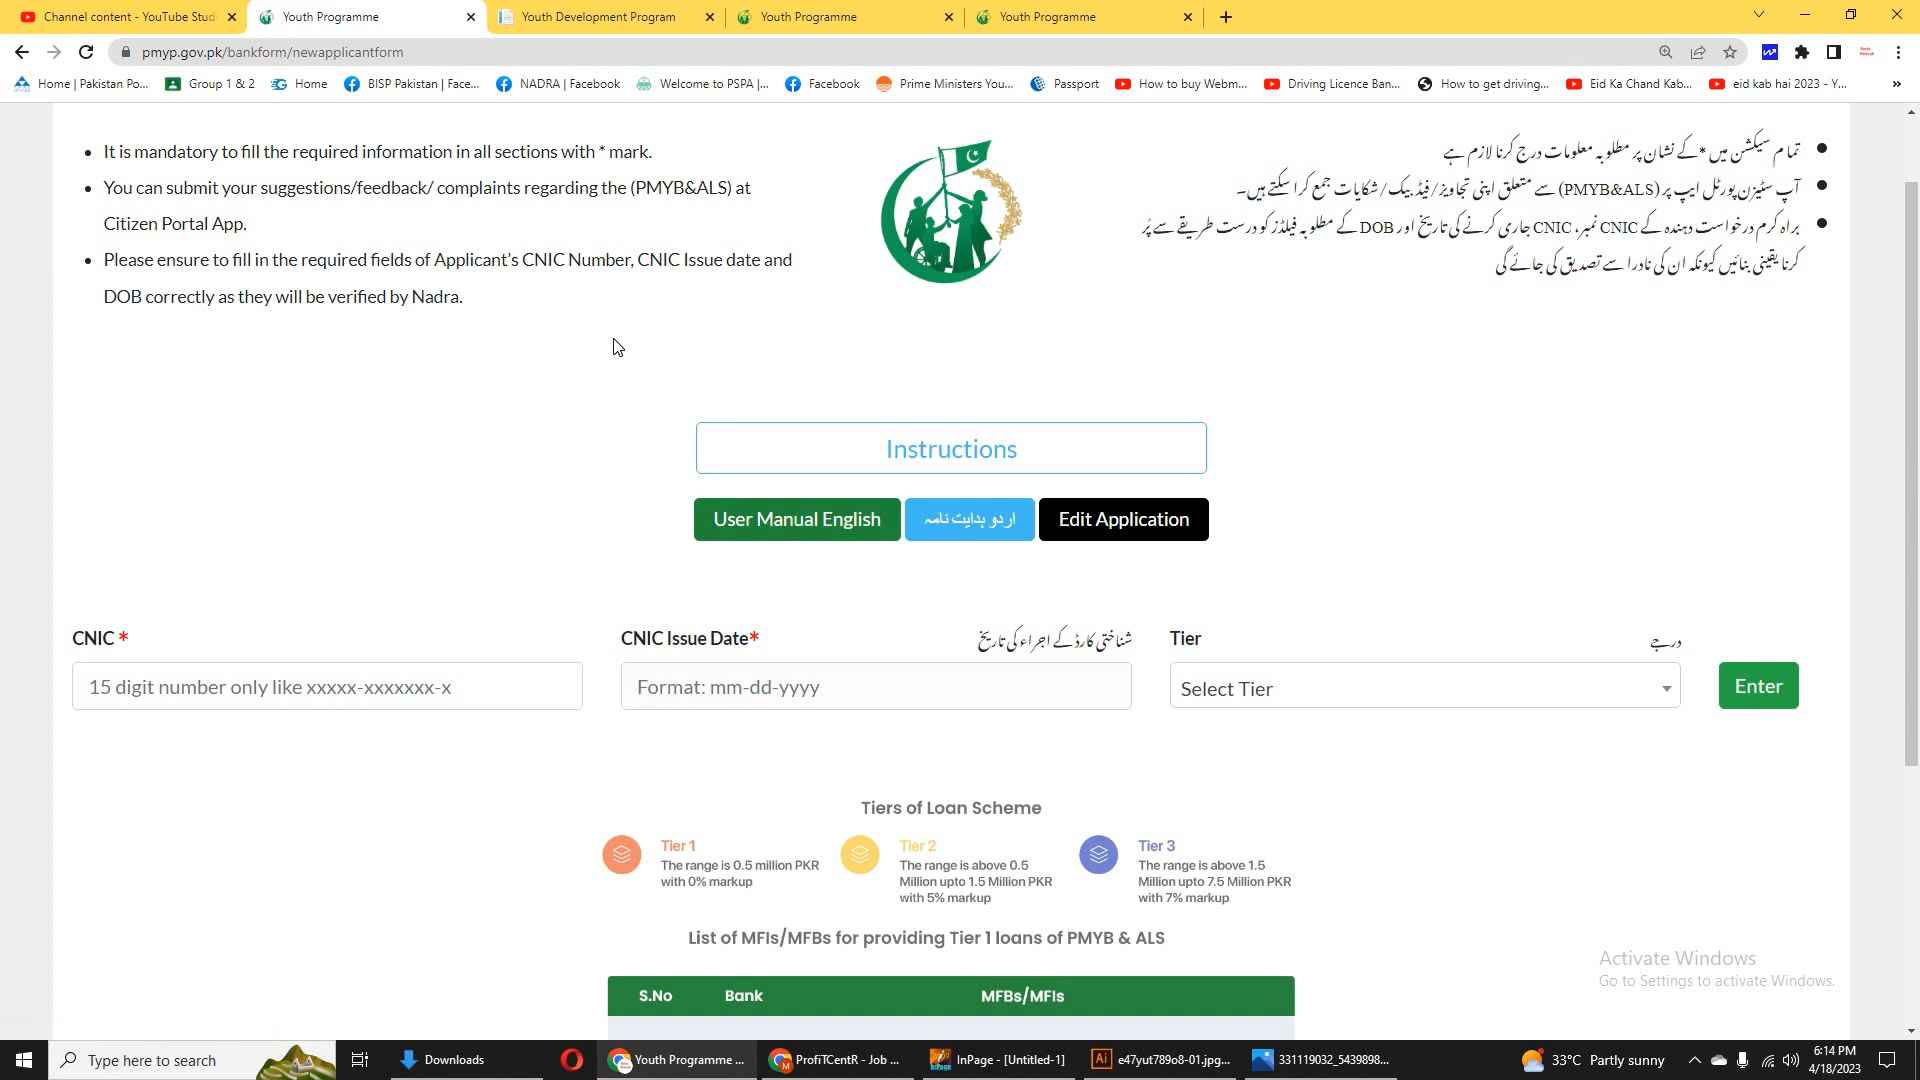 Channel content - YouTube Stud
Youth Programme
Youth Development Program
Youth Programme
Youth Programme
pmyp.gov.pk/bankform/newapplicantform
Home | Pakistan Po...
Group 1 & 2
Home
BISP Pakistan | Face...
NADRA | Facebook
Welcome to PSPA |...
Facebook
Prime Ministers You...
Passport
How to buy Webm...
Driving Licence Ban...
How to get driving...
Eid Ka Chand Kab...
eid kab hai 2023 - Y...
»
• It is mandatory to fill the required information in all sections with * mark.
• You can submit your suggestions/feedback/ complaints regarding the (PMYB&ALS) at
Citizen Portal App.
• Please ensure to fill in the required fields of Applicant's CNIC Number, CNIC Issue date and
DOB correctly as they will be verified by Nadra.
تمام سیکشن میں *کے نشان پر مطلوبہ معلومات درج کرنا لازم ہے
آپ سٹیزن پورٹل ایپ پر (PMYB&ALS) سے متعلق اپنی تجاویز/فیڈبیک/شکایات جمع کرا سکتے ہیں۔
براہ کرم درخواست دہندہ کے CNIC نمبر، CNIC جاری کرنے کی تاریخ اور DOB کے مطلوبہ فیلڈز کو درست طریقے سے پُر
کرنا یقینی بنائیں کیونکہ ان کی نادرا سے تصدیق کی جائے گی
Instructions
User Manual English
اردو ہدایت نامہ
Edit Application
CNIC *
CNIC Issue Date*
شناختی کارڈ کے اجراء کی تاریخ
Tier
درجے
15 digit number only like xxxxx-xxxxxxx-x
Format: mm-dd-yyyy
Select Tier
Enter
Tiers of Loan Scheme
Tier 1
The range is 0.5 million PKR
with 0% markup
Tier 2
The range is above 0.5
Million upto 1.5 Million PKR
with 5% markup
Tier 3
The range is above 1.5
Million upto 7.5 Million PKR
with 7% markup
List of MFIs/MFBs for providing Tier 1 loans of PMYB & ALS
S.No Bank MFBs/MFIs
Activate Windows
Go to Settings to activate Windows.
Type here to search
Downloads
Youth Programme ...
ProfiTCentR - Job ...
InPage - [Untitled-1]
e47yut789o8-01.jpg...
331119032_5439898...
33°C Partly sunny
6:14 PM
4/18/2023